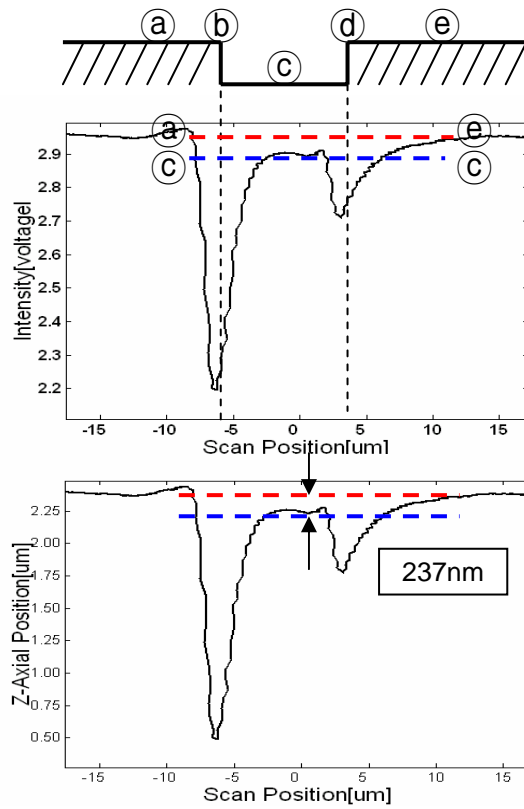 ⓐ ⓑ ⓓ ⓔ
ⓒ
ⓐ ⓔ
ⓒ ⓒ
2.9
2.8
2.7
2.6
2.5
2.4
2.3
2.2
Intensity[voltage]
-15 -10 -5 0 5 10 15
Scan Position[um]
2.25
2.00
1.75
1.50
1.25
1.00
0.75
0.50
Z-Axial Position[um]
237nm
-15 -10 -5 0 5 10 15
Scan Position[um]